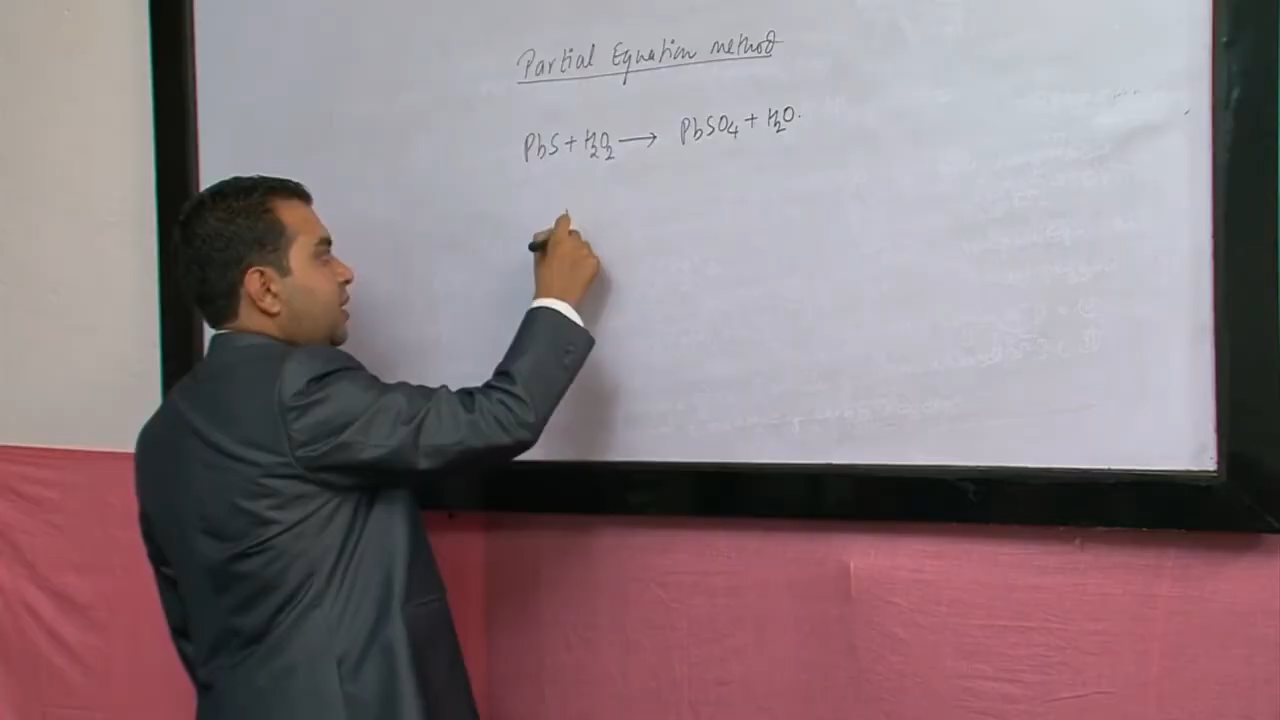 Partial Equation method
PbS + H₂O₂ ⟶ PbSO₄ + H₂O.